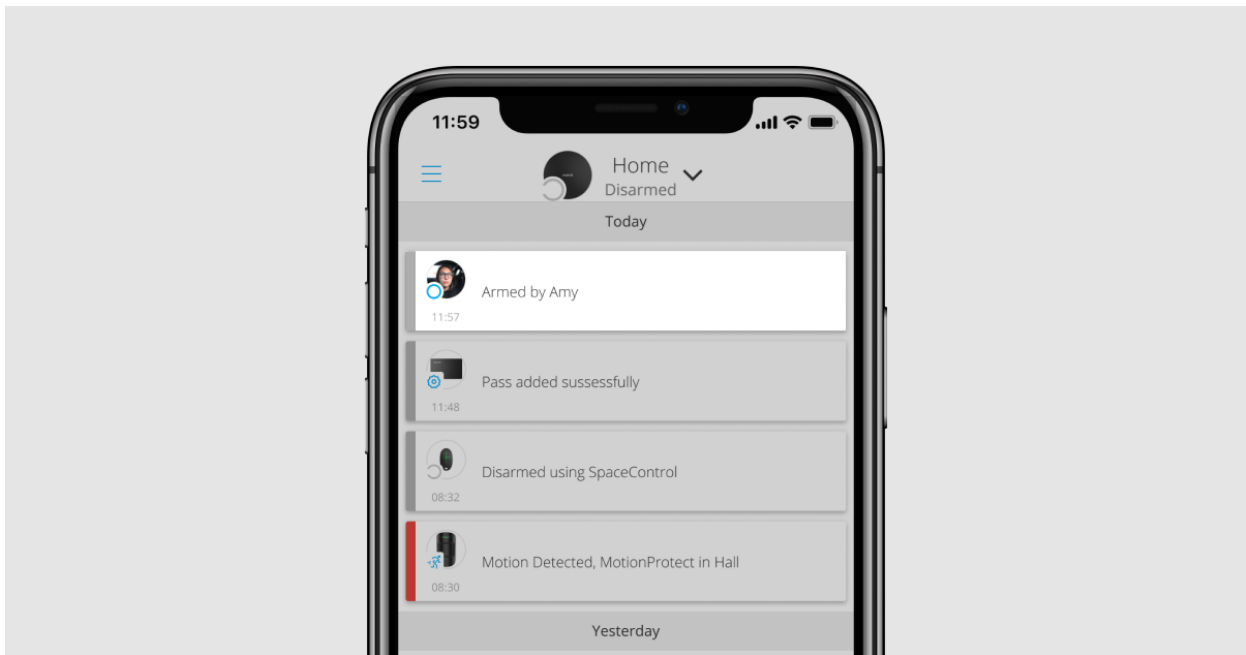 11:59
Home
Disarmed
Today
Armed by Amy
11:57
Pass added sussessfully
11:48
Disarmed using SpaceControl
08:32
Motion Detected, MotionProtect in Hall
08:30
Yesterday